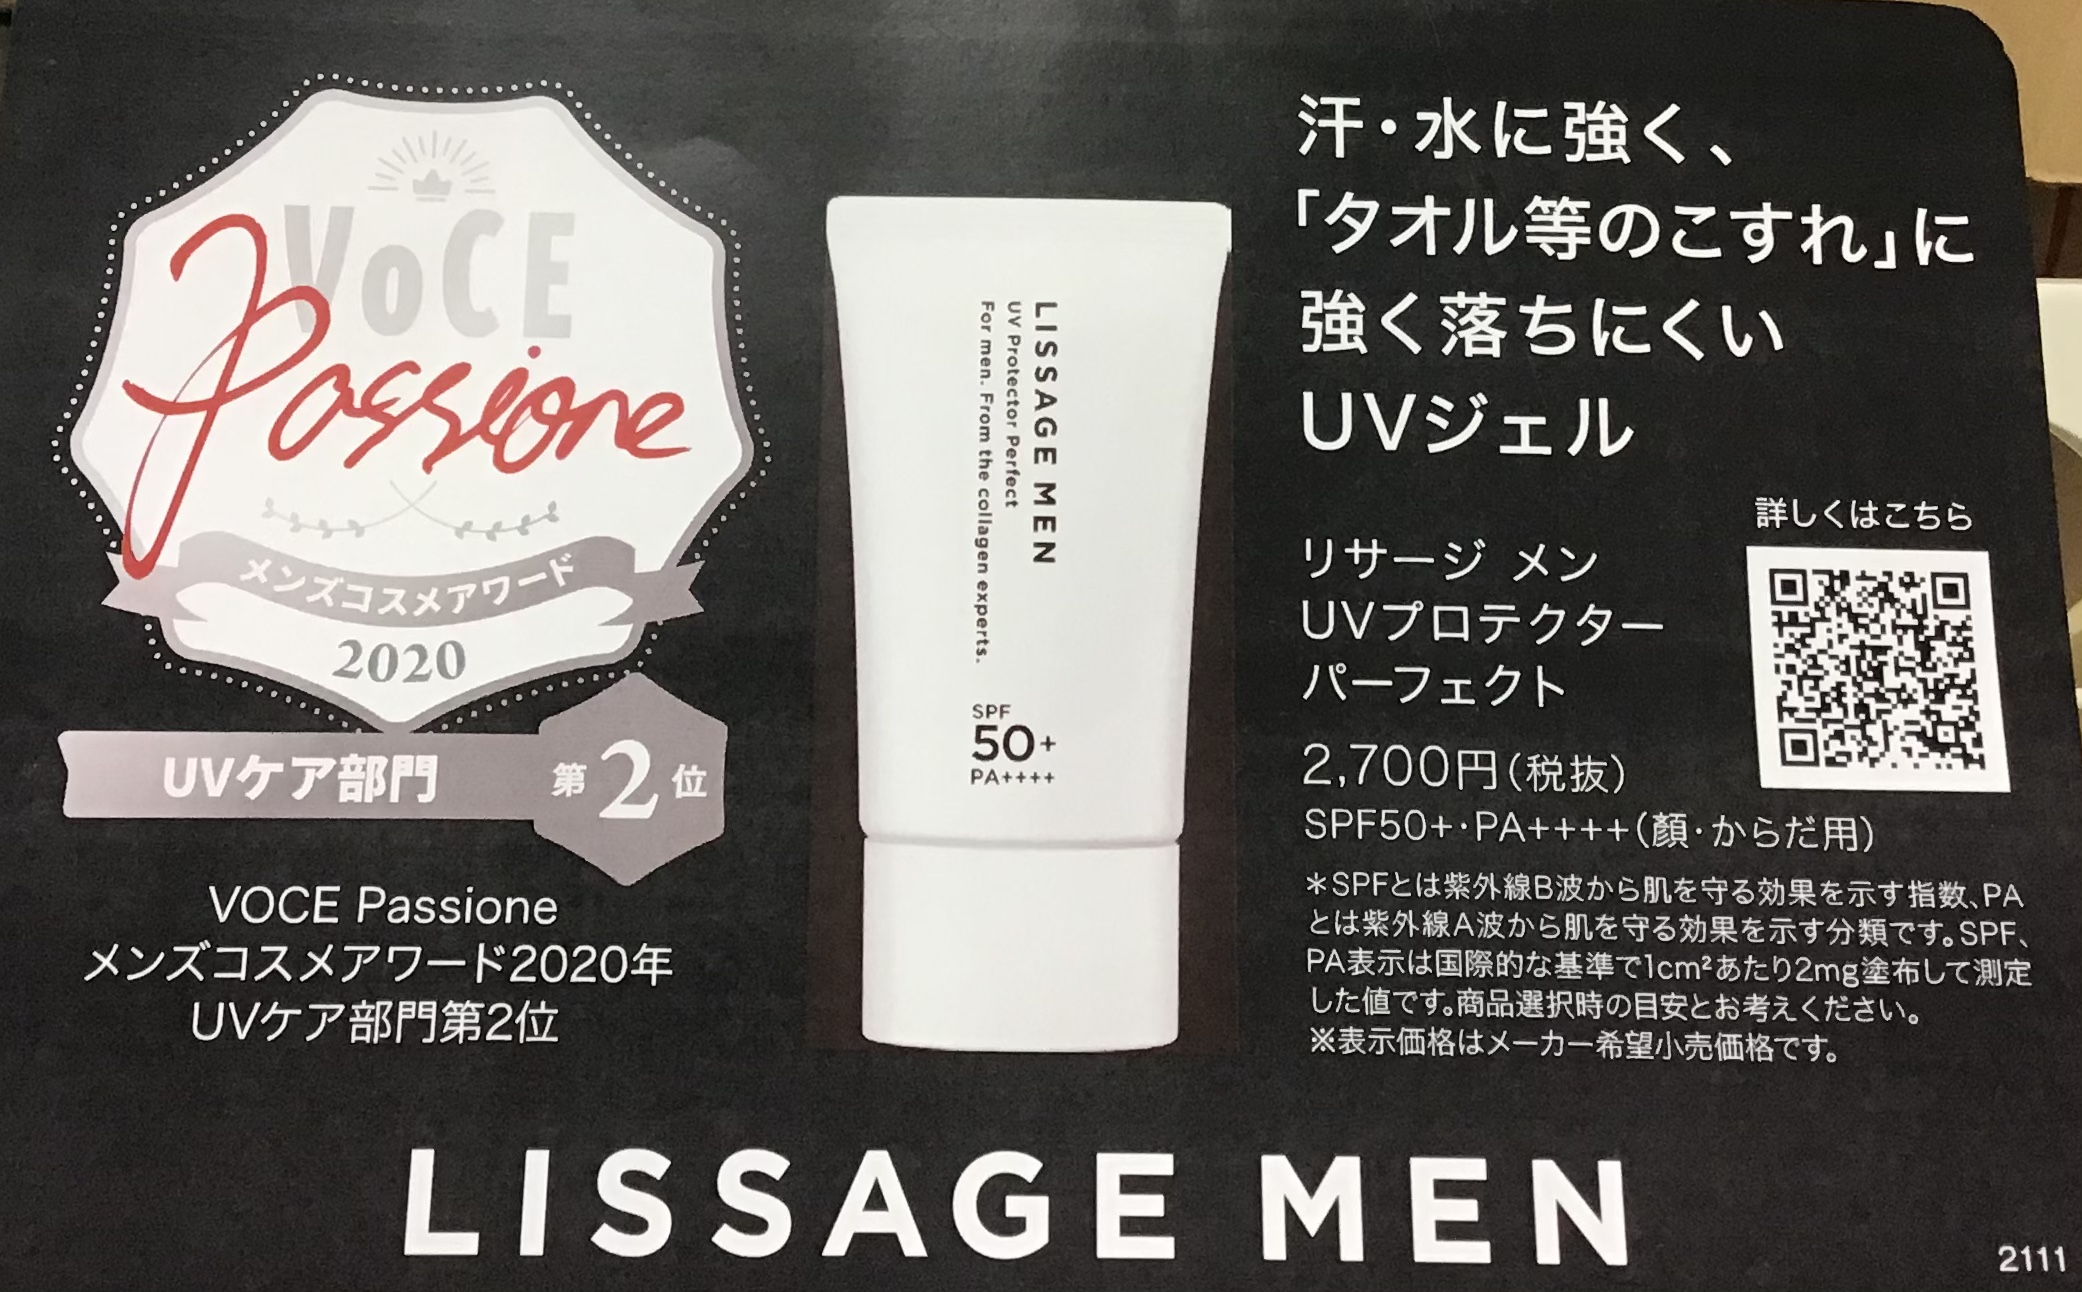 VoCE
Passione
メンズコスメアワード
2020
UVケア部門
第2位
VOCE Passione
メンズコスメアワード2020年
UVケア部門第2位
LISSAGE MEN
UV Protector Perfect
For men. From the collagen experts.
SPF
50+
PA++++
汗・水に強く、
「タオル等のこすれ」に
強く落ちにくい
UVジェル
詳しくはこちら
リサージ メン
UVプロテクター
パーフェクト
2,700円(税抜)
SPF50+・PA++++(顔・からだ用)
＊SPFとは紫外線B波から肌を守る効果を示す指数、PA
とは紫外線A波から肌を守る効果を示す分類です。SPF、
PA表示は国際的な基準で1cm²あたり2mg塗布して測定
した値です。商品選択時の目安とお考えください。
※表示価格はメーカー希望小売価格です。
LISSAGE MEN
2111